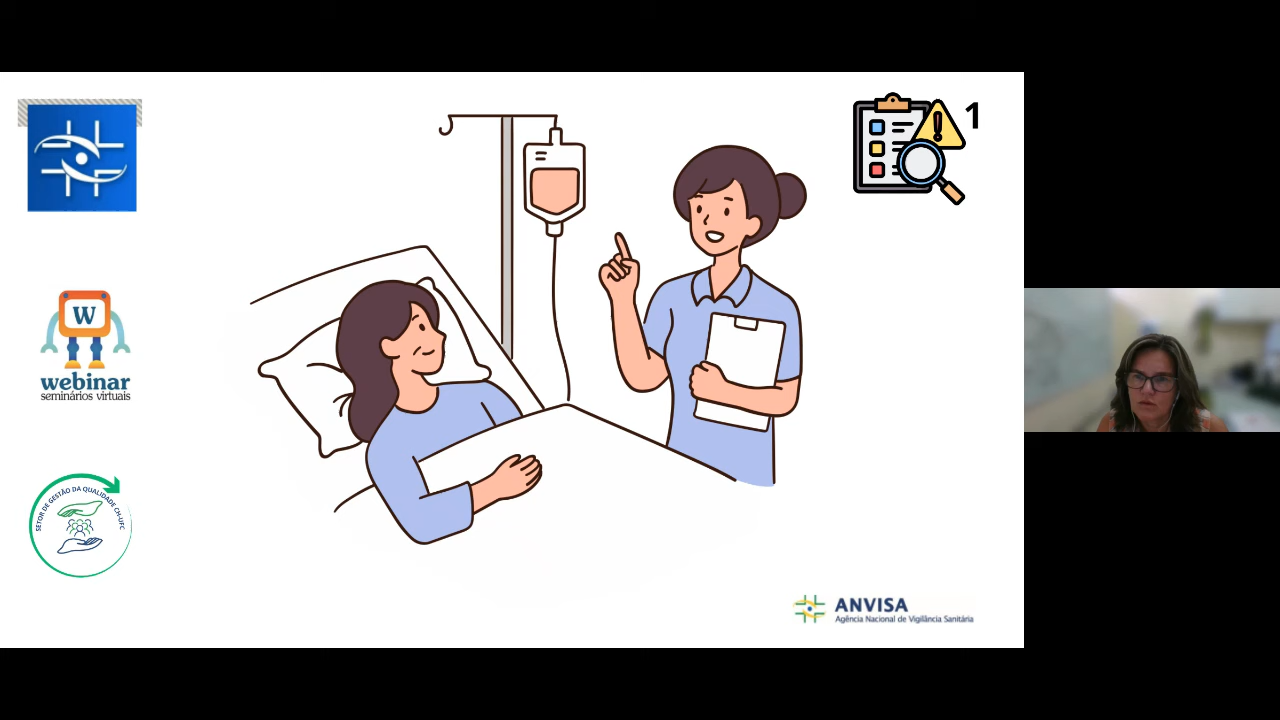 1
W
webinar
seminários virtuais
SETOR DE GESTÃO DA QUALIDADE CH-UFC
ANVISA
Agência Nacional de Vigilância Sanitária